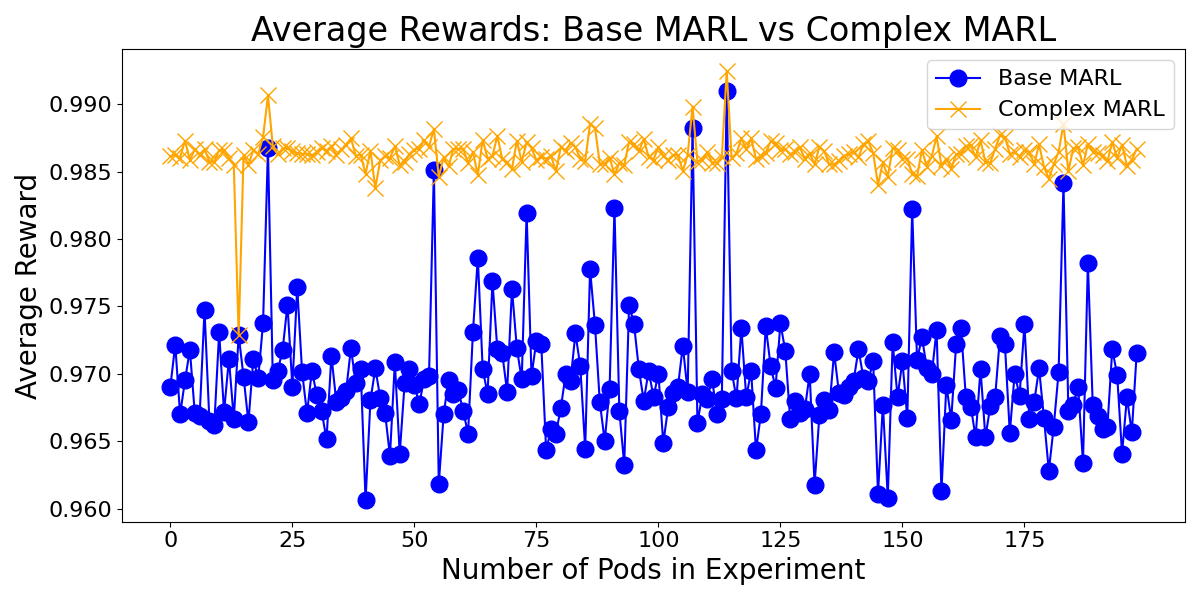 Average Rewards: Base MARL vs Complex MARL
Base MARL
Complex MARL
Average Reward
0.990
0.985
0.980
0.975
0.970
0.965
0.960
0 25 50 75 100 125 150 175
Number of Pods in Experiment